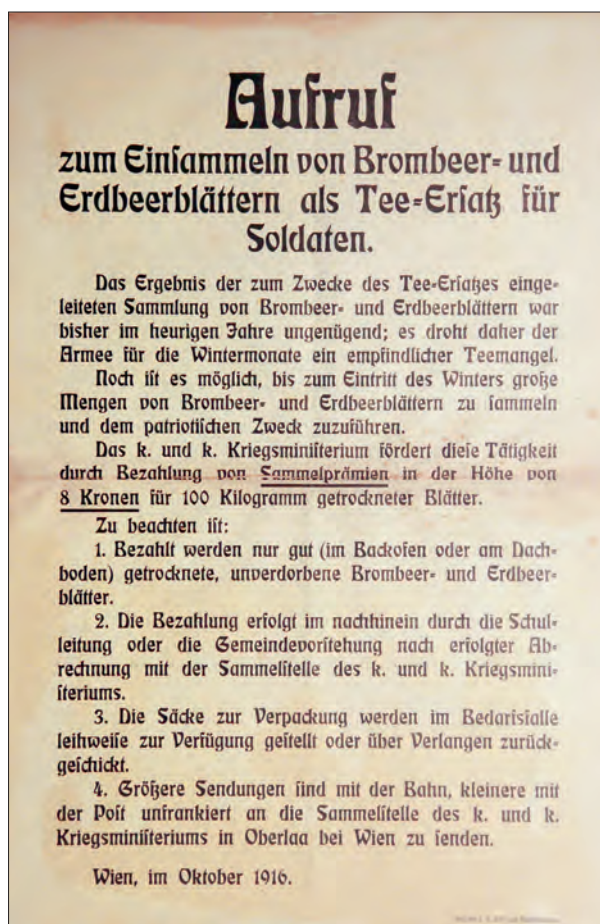 Aufruf
zum Einſammeln von Brombeer- und
Erdbeerblättern als Tee-Erſatz für
Soldaten.
Das Ergebnis der zum Zwecke des Tee-Erſatzes einge-
leiteten Sammlung von Brombeer- und Erdbeerblättern war
bisher im heurigen Jahre ungenügend; es droht daher der
Armee für die Wintermonate ein empfindlicher Teemangel.
Noch iſt es möglich, bis zum Eintritt des Winters große
Mengen von Brombeer- und Erdbeerblättern zu ſammeln
und dem patriotiſchen Zweck zuzuführen.
Das k. und k. Kriegsminiſterium fördert dieſe Tätigkeit
durch Bezahlung von Sammelprämien in der Höhe von
8 Kronen für 100 Kilogramm getrockneter Blätter.
Zu beachten iſt:
1. Bezahlt werden nur gut (im Backofen oder am Dach-
boden) getrocknete, unverdorbene Brombeer- und Erdbeer-
blätter.
2. Die Bezahlung erfolgt im nachhinein durch die Schul-
leitung oder die Gemeindevorſtehung nach erfolgter Ab-
rechnung mit der Sammelſtelle des k. und k. Kriegsmini-
ſteriums.
3. Die Säcke zur Verpackung werden im Bedarfsfalle
leihweiſe zur Verfügung geſtellt oder über Verlangen zurück-
geſchickt.
4. Größere Sendungen ſind mit der Bahn, kleinere mit
der Poſt unfrankiert an die Sammelſtelle des k. und k.
Kriegsminiſteriums in Oberlaa bei Wien zu ſenden.
Wien, im Oktober 1916.